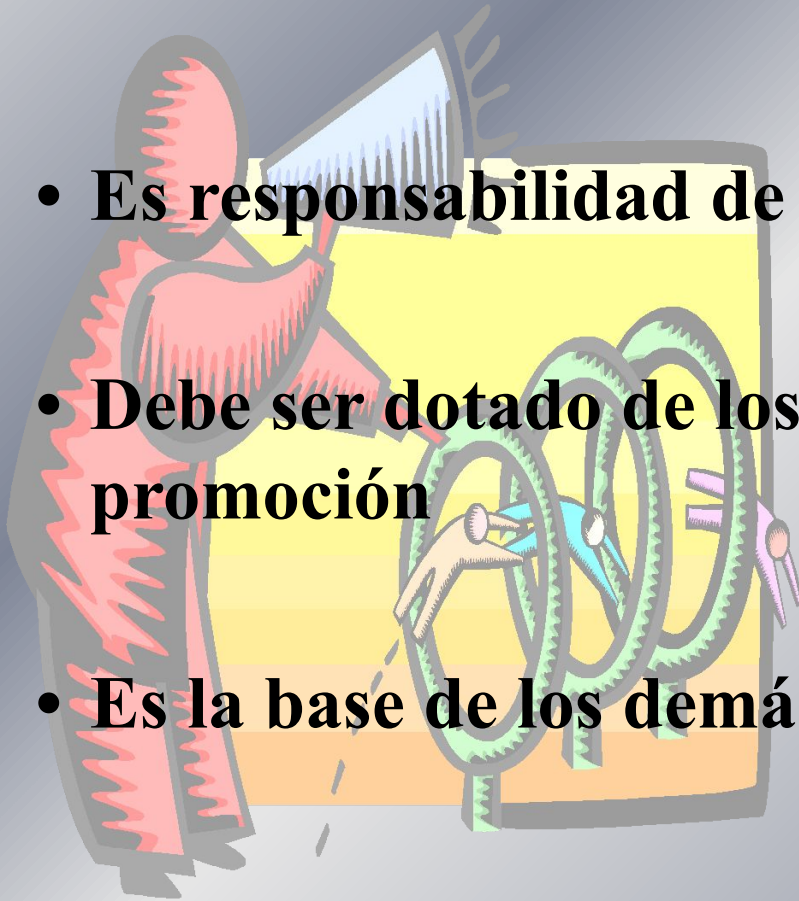 • Es responsabilidad de
• Debe ser dotado de los
promoción
• Es la base de los demá